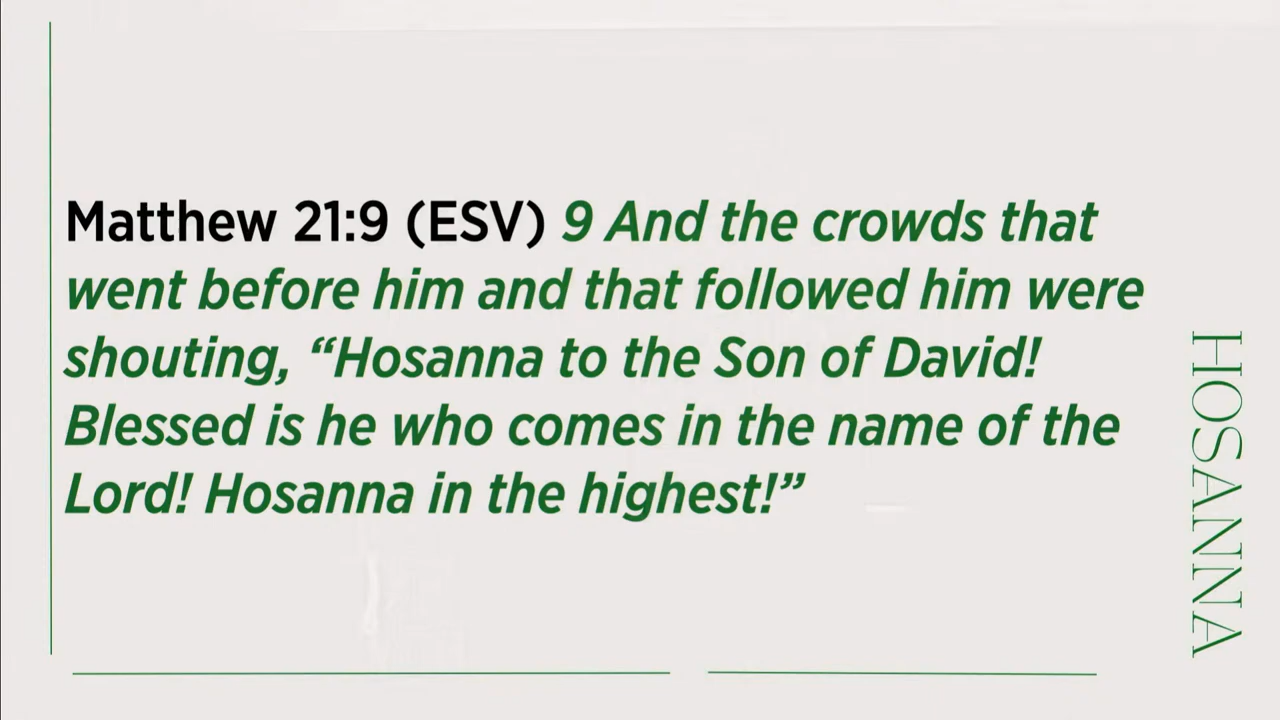 Matthew 21:9 (ESV) 9 And the crowds that
went before him and that followed him were
shouting, “Hosanna to the Son of David!
Blessed is he who comes in the name of the
Lord! Hosanna in the highest!”
HOSANNA